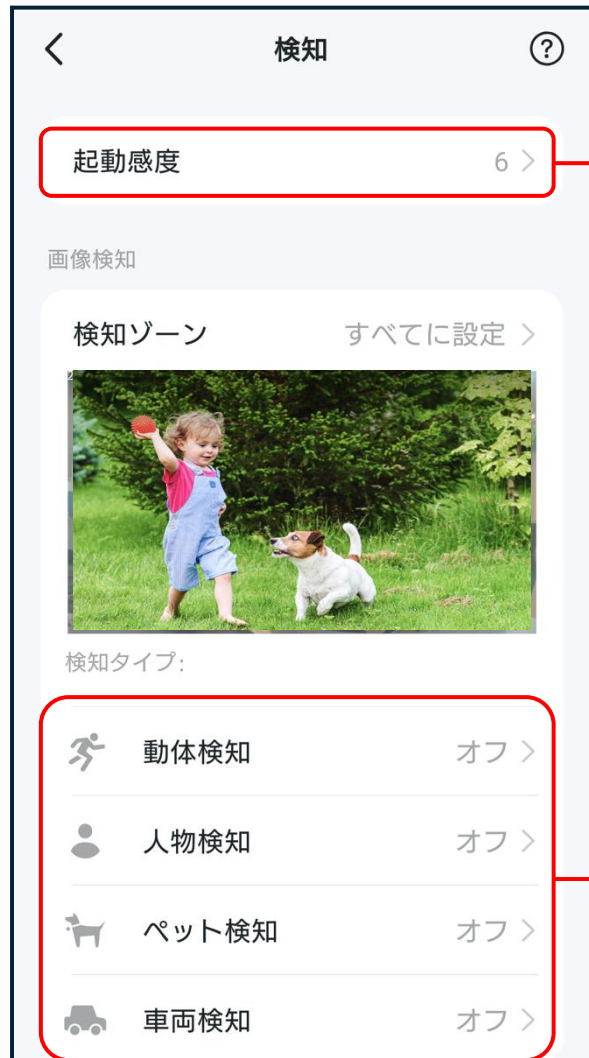 検知
?
起動感度 6
画像検知
検知ゾーン すべてに設定
検知タイプ:
動体検知 オフ
人物検知 オフ
ペット検知 オフ
車両検知 オフ